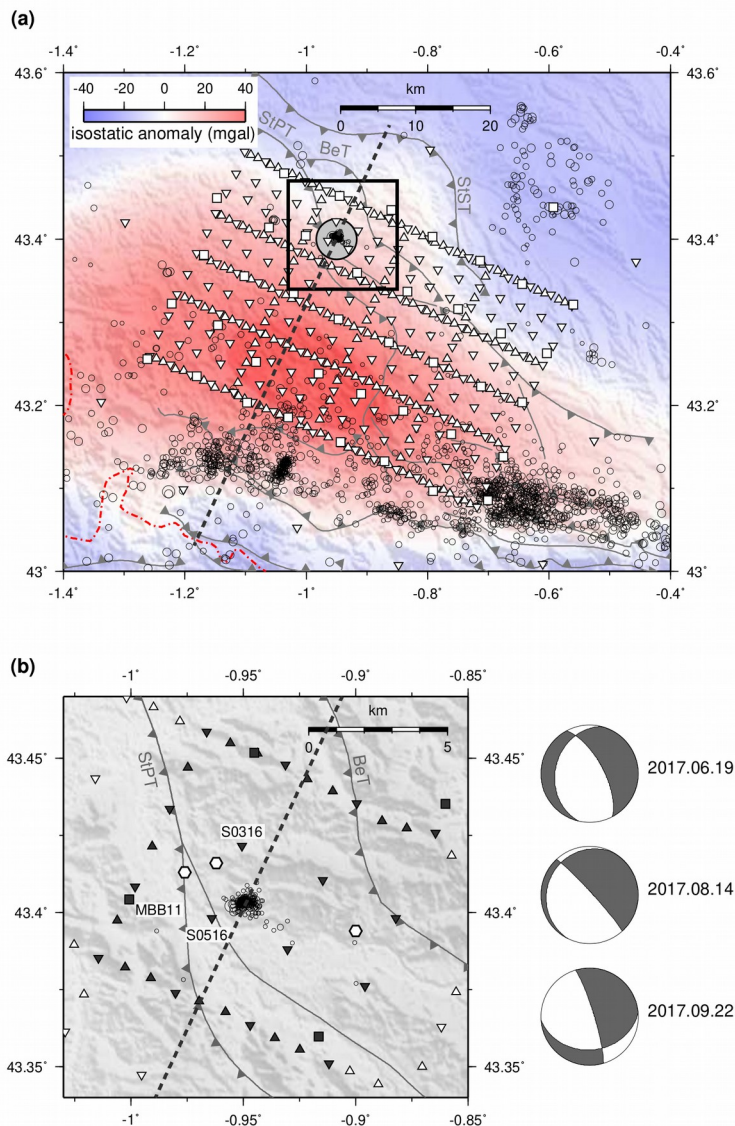 (a)
-1.4˚ -1.2˚ -1˚ -0.8˚ -0.6˚ -0.4˚
43.6˚ 43.6˚
-40 -20 0 20 40
isostatic anomaly (mgal)
km
0 10 20
StPT
BeT
StST
43.4˚ 43.4˚
43.2˚ 43.2˚
43˚ 43˚
-1.4˚ -1.2˚ -1˚ -0.8˚ -0.6˚ -0.4˚
(b)
-1˚ -0.95˚ -0.9˚ -0.85˚
km
0 5
StPT
BeT
43.45˚ 43.45˚
2017.06.19
S0316
MBB11
43.4˚ 43.4˚
2017.08.14
S0516
2017.09.22
43.35˚ 43.35˚
-1˚ -0.95˚ -0.9˚ -0.85˚